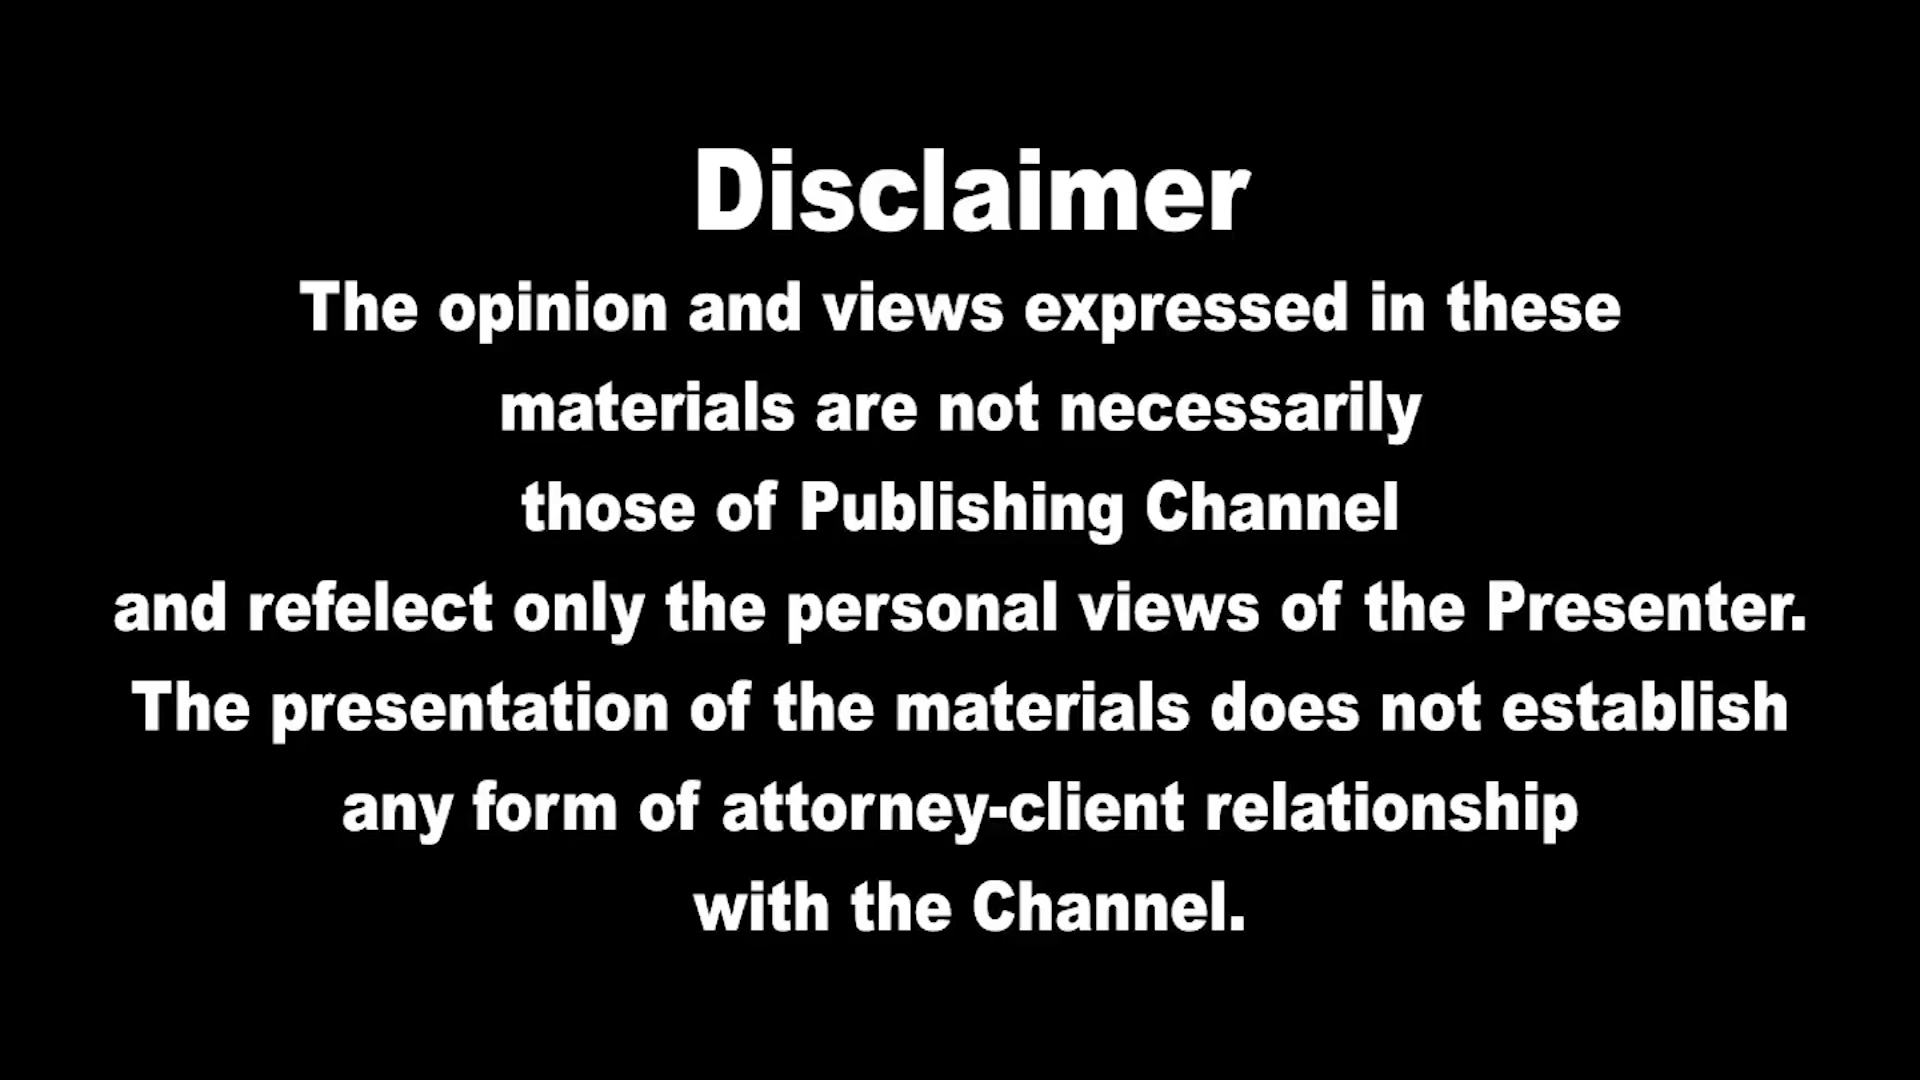 Disclaimer
The opinion and views expressed in these
materials are not necessarily
those of Publishing Channel
and refelect only the personal views of the Presenter.
The presentation of the materials does not establish
any form of attorney-client relationship
with the Channel.